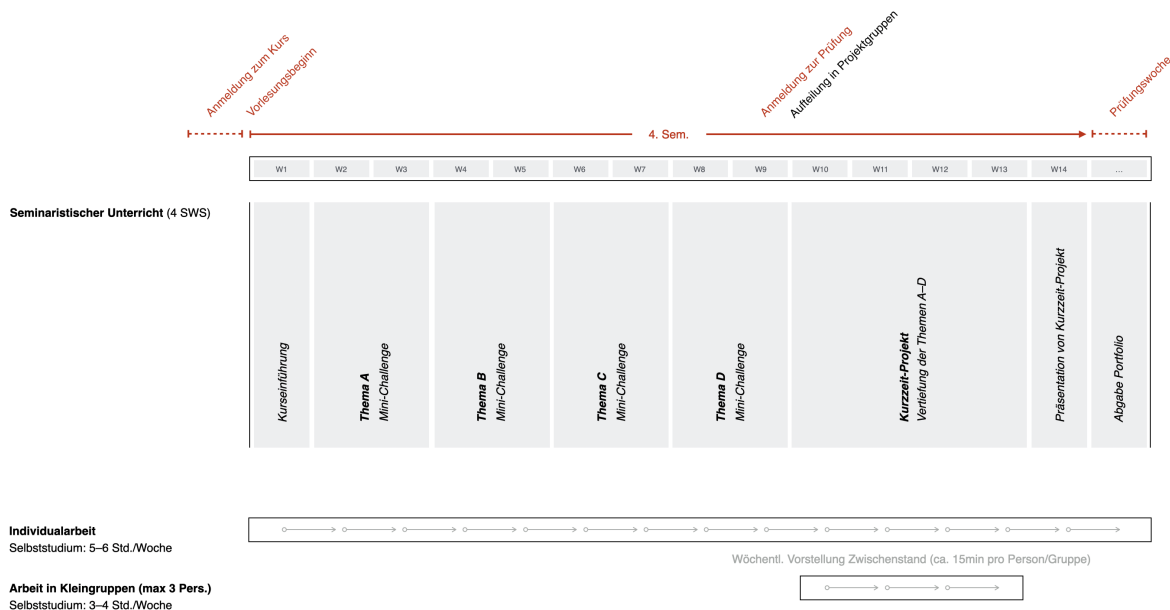 Anmeldung zum Kurs
Vorlesungsbeginn
Anmeldung zur Prüfung
Aufteilung in Projektgruppen
Prüfungswoche
4. Sem.
W1 W2 W3 W4 W5 W6 W7 W8 W9 W10 W11 W12 W13 W14 ...
Seminaristischer Unterricht (4 SWS)
Kurseinführung
Thema A
Mini-Challenge
Thema B
Mini-Challenge
Thema C
Mini-Challenge
Thema D
Mini-Challenge
Kurzzeit-Projekt
Vertiefung der Themen A–D
Präsentation von Kurzzeit-Projekt
Abgabe Portfolio
Individualarbeit
Selbststudium: 5–6 Std./Woche
Wöchentl. Vorstellung Zwischenstand (ca. 15min pro Person/Gruppe)
Arbeit in Kleingruppen (max 3 Pers.)
Selbststudium: 3–4 Std./Woche